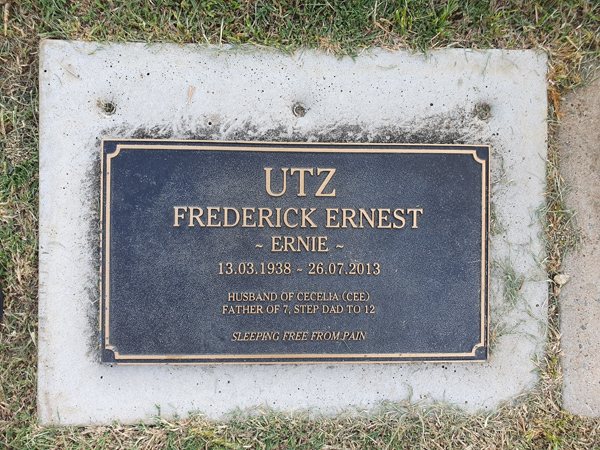 UTZ
FREDERICK ERNEST
~ ERNIE ~
13.03.1938 ~ 26.07.2013
HUSBAND OF CECELIA (CEE)
FATHER OF 7, STEP DAD TO 12
SLEEPING FREE FROM PAIN